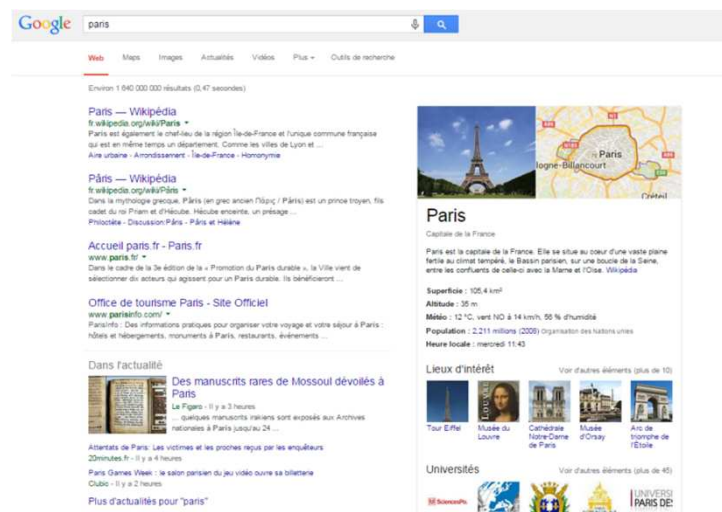 Google
paris
Web Maps Images Actualités Vidéos Plus Outils de recherche
Environ 1 640 000 000 résultats (0,47 secondes)
Paris — Wikipédia
fr.wikipedia.org/wiki/Paris
Paris est également le chef-lieu de la région Île-de-France et l'unique commune française
qui est en même temps un département. Comme les villes de Lyon et ...
Aire urbaine - Arrondissement - Île-de-France - Homonymie
Pâris — Wikipédia
fr.wikipedia.org/wiki/Pâris
Dans la mythologie grecque, Pâris (en grec ancien Πάρις / Páris) est un prince troyen, fils
cadet du roi Priam et d'Hécube. Hécube enceinte, un présage ...
Philoctète - Discussion:Pâris - Pâris et Hélène
Accueil paris.fr - Paris.fr
www.paris.fr/
Dans le cadre de la 3e édition de la « Promotion du Paris durable », la Ville vient de
sélectionner dix acteurs qui agissent pour un Paris durable. Ils bénéficieront ...
Office de tourisme Paris - Site Officiel
www.parisinfo.com/
ParisInfo : Des informations pratiques pour organiser votre voyage et votre séjour à Paris :
hôtels et hébergements, monuments à Paris, restaurants, événements ...
Dans l'actualité
Des manuscrits rares de Mossoul dévoilés à
Paris
Le Figaro - Il y a 3 heures
... quelques manuscrits irakiens sont exposés aux Archives
nationales à Paris jusqu'au 24 ...
Attentats de Paris: Les victimes et les proches reçus par les enquêteurs
20minutes.fr - Il y a 4 heures
Paris Games Week : le salon parisien du jeu vidéo ouvre sa billetterie
Clubic - Il y a 2 heures
Plus d'actualités pour "paris"
Paris
logne-Billancourt
Créteil
Paris
Capitale de la France
Paris est la capitale de la France. Elle se situe au cœur d'une vaste plaine
fertile au climat tempéré, le Bassin parisien, sur une boucle de la Seine,
entre les confluents de celle-ci avec la Marne et l'Oise. Wikipédia
Superficie : 105,4 km²
Altitude : 35 m
Météo : 12 °C, vent NO à 14 km/h, 56 % d'humidité
Population : 2,211 millions (2008) Organisation des Nations unies
Heure locale : mercredi 11:43
Lieux d'intérêt Voir d'autres éléments (plus de 10)
LOUVRE
Tour Eiffel Musée du Cathédrale Musée Arc de
Louvre Notre-Dame d'Orsay triomphe de
de Paris l'Étoile
Universités Voir d'autres éléments (plus de 45)
SciencesPo.
UNIVERSI
PARIS DE